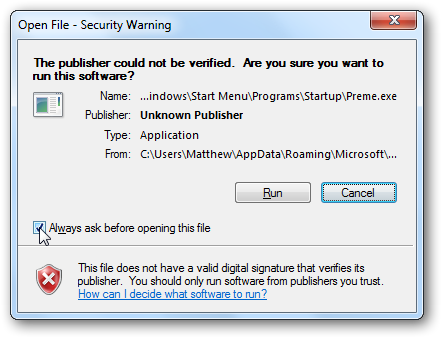 Open File - Security Warning
The publisher could not be verified.  Are you sure you want to
run this software?
Name: ...indows\Start Menu\Programs\Startup\Preme.exe
Publisher: Unknown Publisher
Type: Application
From: C:\Users\Matthew\AppData\Roaming\Microsoft\...
Run Cancel
Always ask before opening this file
This file does not have a valid digital signature that verifies its
publisher.  You should only run software from publishers you trust.
How can I decide what software to run?